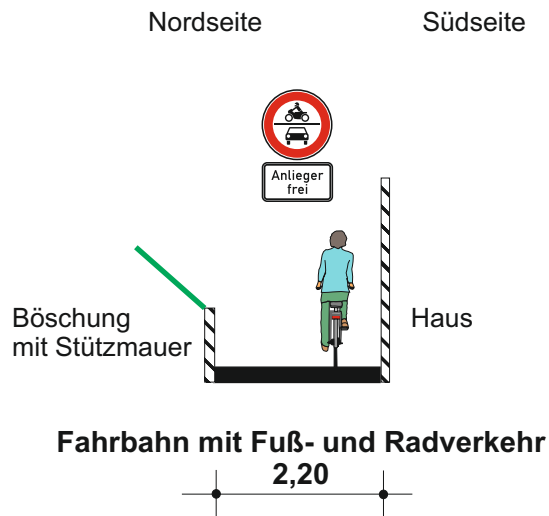 Nordseite
Südseite
Anlieger
frei
Böschung
mit Stützmauer
Haus
Fahrbahn mit Fuß- und Radverkehr
2,20